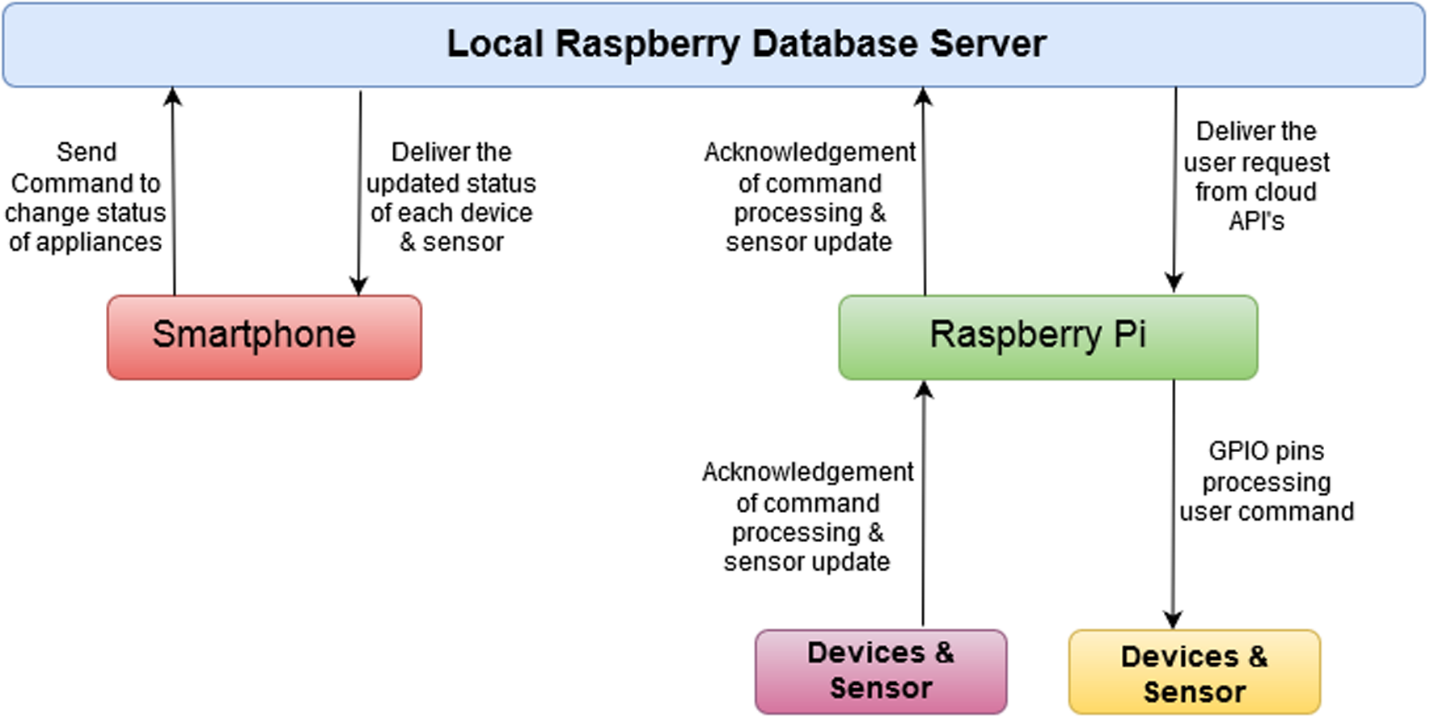 Local Raspberry Database Server
Send
Command to
change status
of appliances
Deliver the
updated status
of each device
& sensor
Acknowledgement
of command
processing &
sensor update
Deliver the
user request
from cloud
API's
Smartphone
Raspberry Pi
Acknowledgement
of command
processing &
sensor update
GPIO pins
processing
user command
Devices &
Sensor
Devices &
Sensor